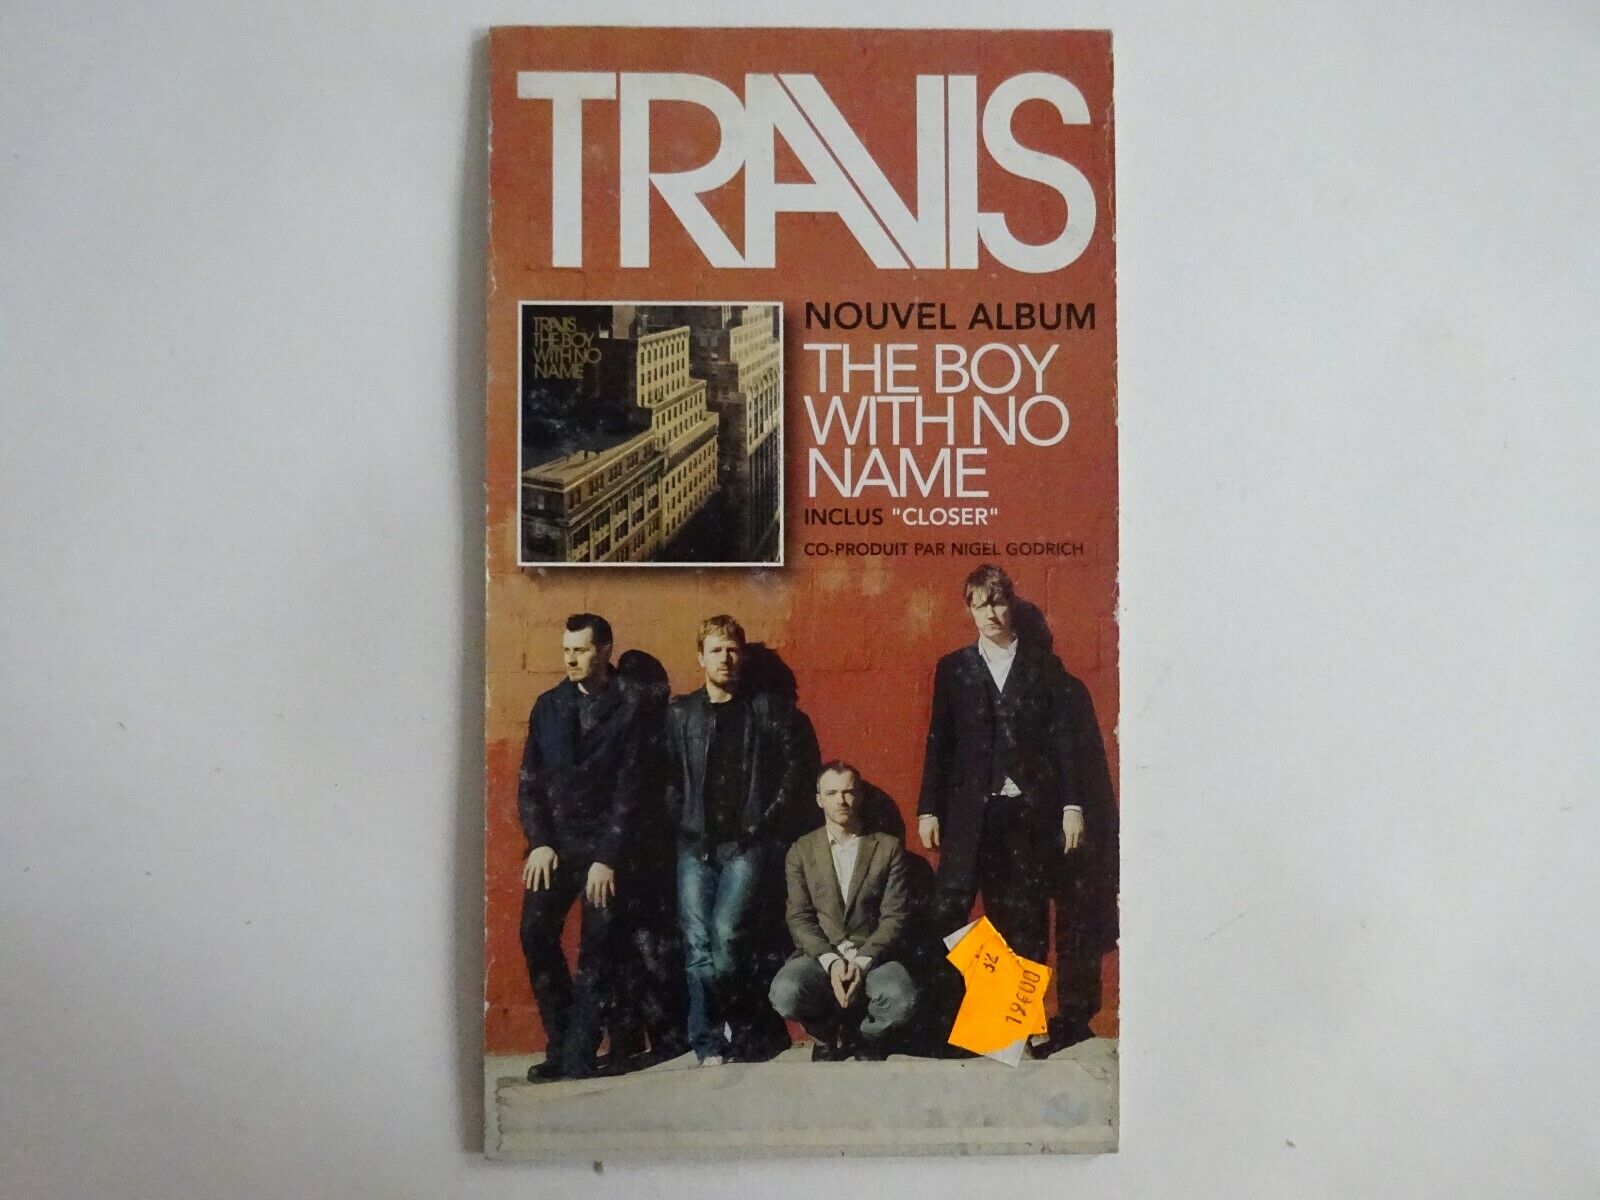 TRAVIS
TRAVIS
THE BOY
WITH NO
NAME
NOUVEL ALBUM
THE BOY
WITH NO
NAME
INCLUS "CLOSER"
CO-PRODUIT PAR NIGEL GODRICH
32
19€00